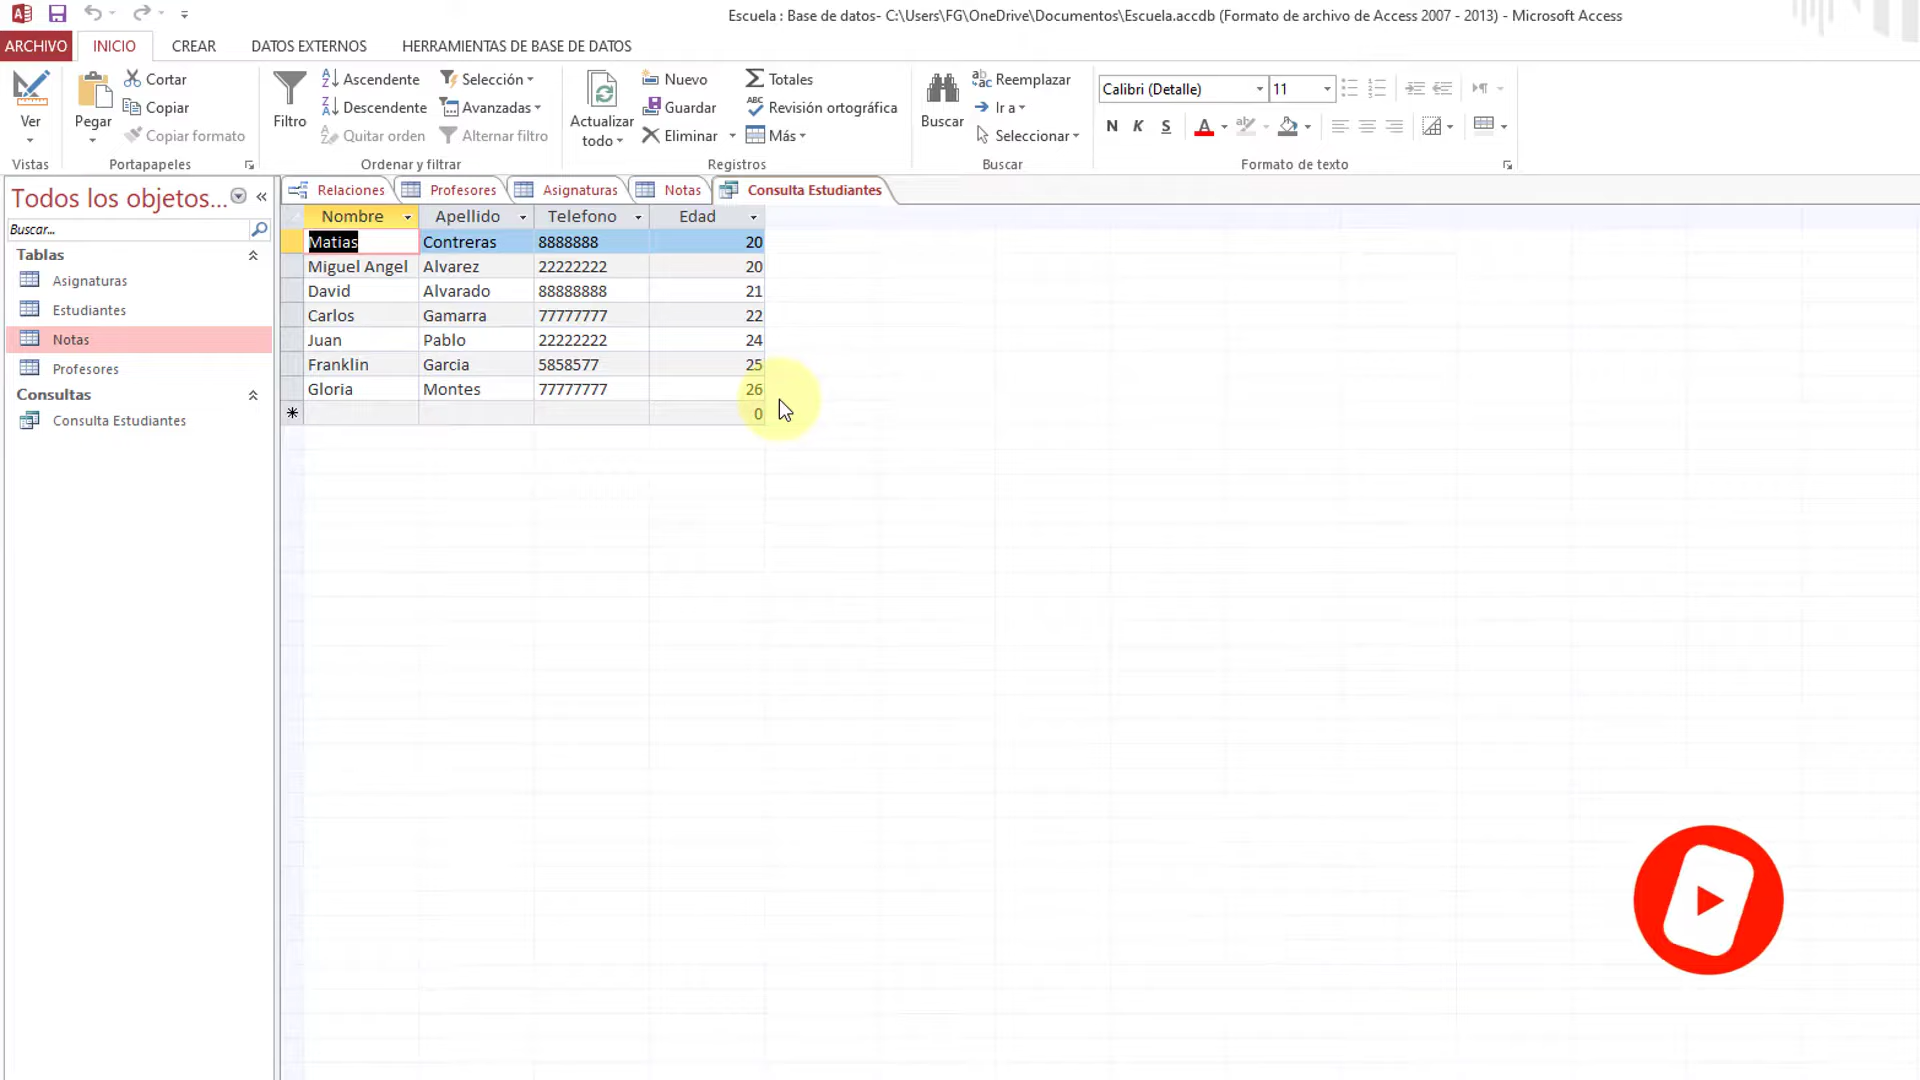 Escuela : Base de datos- C:\Users\FG\OneDrive\Documentos\Escuela.accdb (Formato de archivo de Access 2007 - 2013) - Microsoft Access
ARCHIVO INICIO CREAR DATOS EXTERNOS HERRAMIENTAS DE BASE DE DATOS
Ver
Vistas
Pegar
Cortar
Copiar
Copiar formato
Portapapeles
Filtro
Ascendente
Descendente
Quitar orden
Selección
Avanzadas
Alternar filtro
Ordenar y filtrar
Actualizar
todo
Nuevo
Guardar
Eliminar
Totales
Revisión ortográfica
Más
Registros
Buscar
Reemplazar
Ir a
Seleccionar
Buscar
Calibri (Detalle) 11
N K S A
Formato de texto
Todos los objetos...
Buscar...
Tablas
Asignaturas
Estudiantes
Notas
Profesores
Consultas
Consulta Estudiantes
Relaciones Profesores Asignaturas Notas Consulta Estudiantes
Nombre Apellido Telefono Edad
Matias Contreras 8888888 20
Miguel Angel Alvarez 22222222 20
David Alvarado 88888888 21
Carlos Gamarra 77777777 22
Juan Pablo 22222222 24
Franklin Garcia 5858577 25
Gloria Montes 77777777 26
0